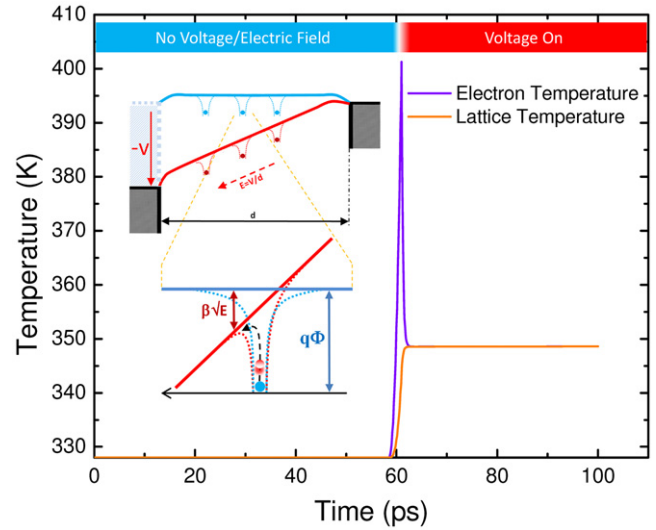 No Voltage/Electric Field
Voltage On
Electron Temperature
Lattice Temperature
-V
E=V/d
d
β√E
qΦ
Temperature (K)
410
400
390
380
370
360
350
340
330
0
20
40
60
80
100
Time (ps)